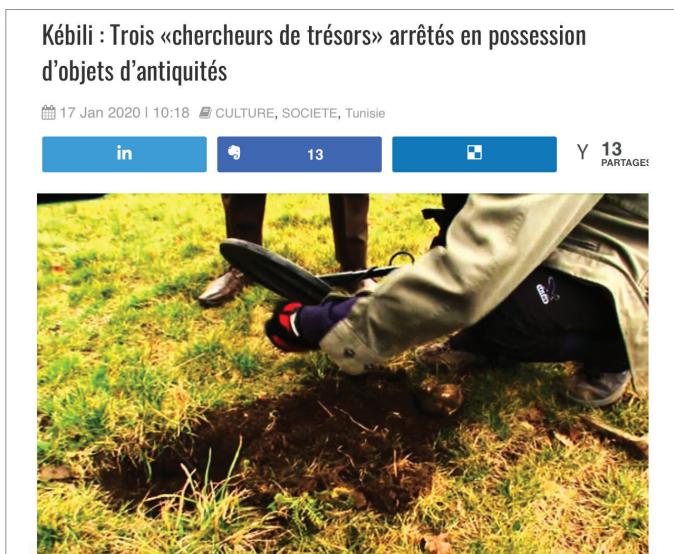 Kébili : Trois «chercheurs de trésors» arrêtés en possession
d’objets d’antiquités
17 Jan 2020 | 10:18 CULTURE, SOCIETE, Tunisie
in 13 13
PARTAGES